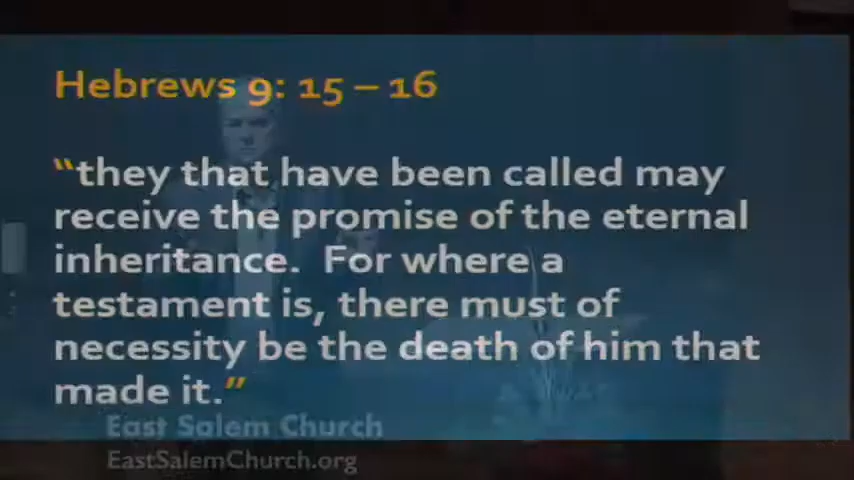 Hebrews 9: 15 – 16
“they that have been called may
receive the promise of the eternal
inheritance.  For where a
testament is, there must of
necessity be the death of him that
made it.”
East Salem Church
EastSalemChurch.org